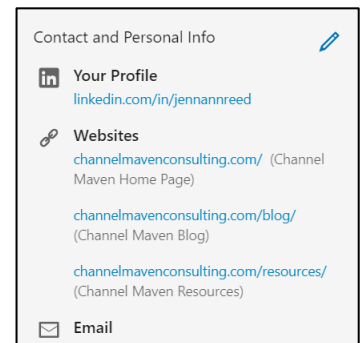 Contact and Personal Info
in Your Profile
linkedin.com/in/jennannreed
Websites
channelmavenconsulting.com/ (Channel
Maven Home Page)
channelmavenconsulting.com/blog/
(Channel Maven Blog)
channelmavenconsulting.com/resources/
(Channel Maven Resources)
Email